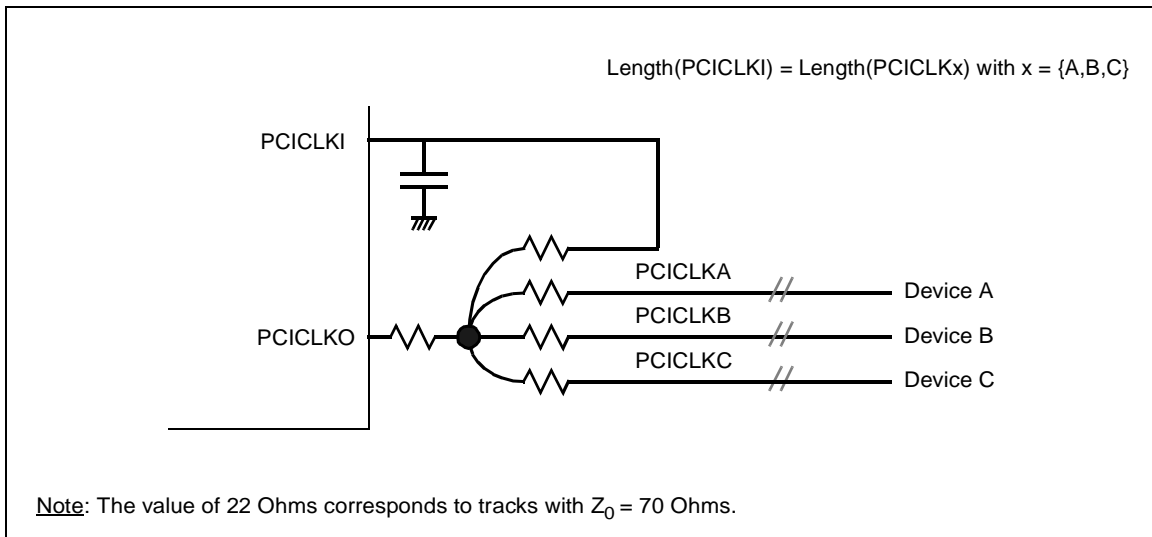 Length(PCICLKI) = Length(PCICLKx) with x = {A,B,C}
PCICLKI
PCICLKA
Device A
PCICLKB
PCICLKO
Device B
PCICLKC
Device C
Note: The value of 22 Ohms corresponds to tracks with Z0 = 70 Ohms.